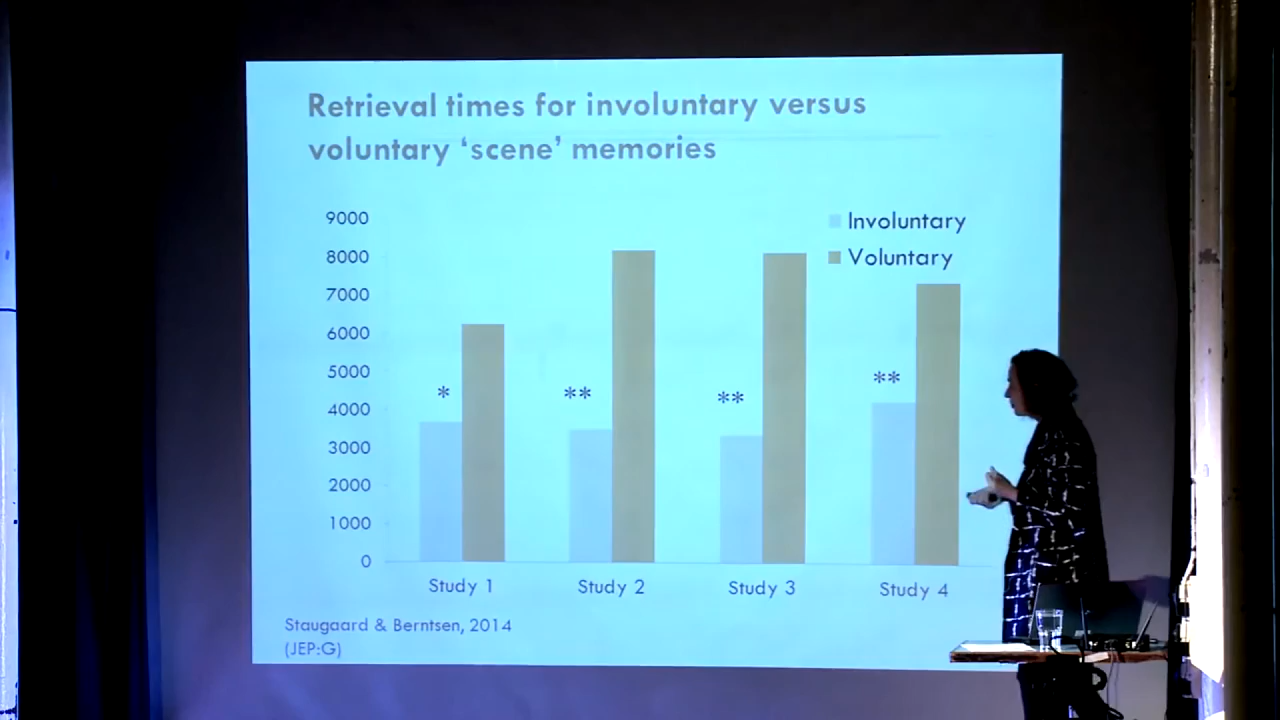 Retrieval times for involuntary versus
voluntary ‘scene’ memories
9000
8000
7000
6000
5000
4000
3000
2000
1000
0
Involuntary
Voluntary
*
**
**
**
Study 1
Study 2
Study 3
Study 4
Staugaard & Berntsen, 2014
(JEP:G)